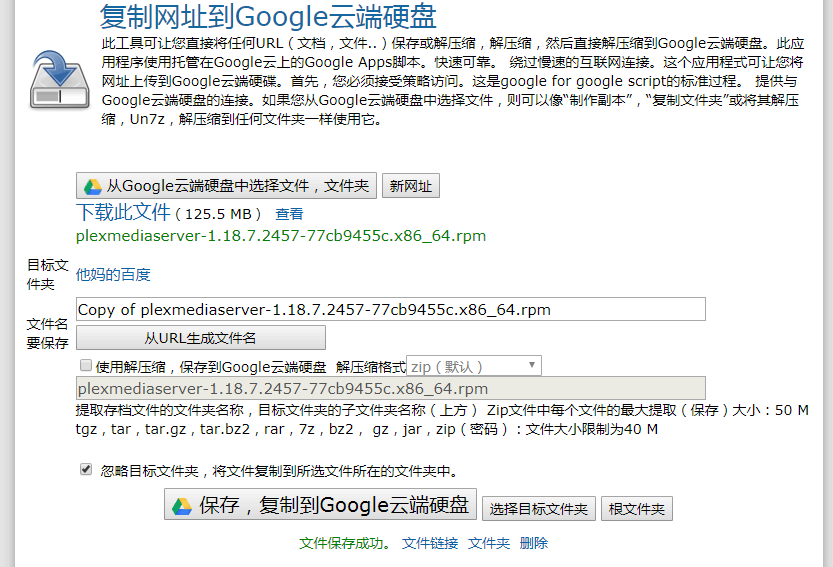 复制网址到Google云端硬盘
此工具可让您直接将任何URL（文档，文件..）保存或解压缩，解压缩，然后直接解压缩到Google云端硬盘。此应
用程序使用托管在Google云上的Google Apps脚本。快速可靠。 绕过慢速的互联网连接。这个应用程式可让您将
网址上传到Google云端硬碟。首先，您必须接受策略访问。这是google for google script的标准过程。 提供与
Google云端硬盘的连接。如果您从Google云端硬盘中选择文件，则可以像“制作副本”，“复制文件夹”或将其解压
缩，Un7z，解压缩到任何文件夹一样使用它。
从Google云端硬盘中选择文件，文件夹 新网址
下载此文件（125.5 MB） 查看
plexmediaserver-1.18.7.2457-77cb9455c.x86_64.rpm
目标文
件夹
他妈的百度
Copy of plexmediaserver-1.18.7.2457-77cb9455c.x86_64.rpm
文件名
要保存
从URL生成文件名
使用解压缩，保存到Google云端硬盘 解压缩格式 zip（默认）
plexmediaserver-1.18.7.2457-77cb9455c.x86_64.rpm
提取存档文件的文件夹名称，目标文件夹的子文件夹名称（上方） Zip文件中每个文件的最大提取（保存）大小：50 M
tgz，tar，tar.gz，tar.bz2，rar，7z，bz2， gz，jar，zip（密码）：文件大小限制为40 M
忽略目标文件夹，将文件复制到所选文件所在的文件夹中。
保存，复制到Google云端硬盘 选择目标文件夹 根文件夹
文件保存成功。 文件链接 文件夹 删除